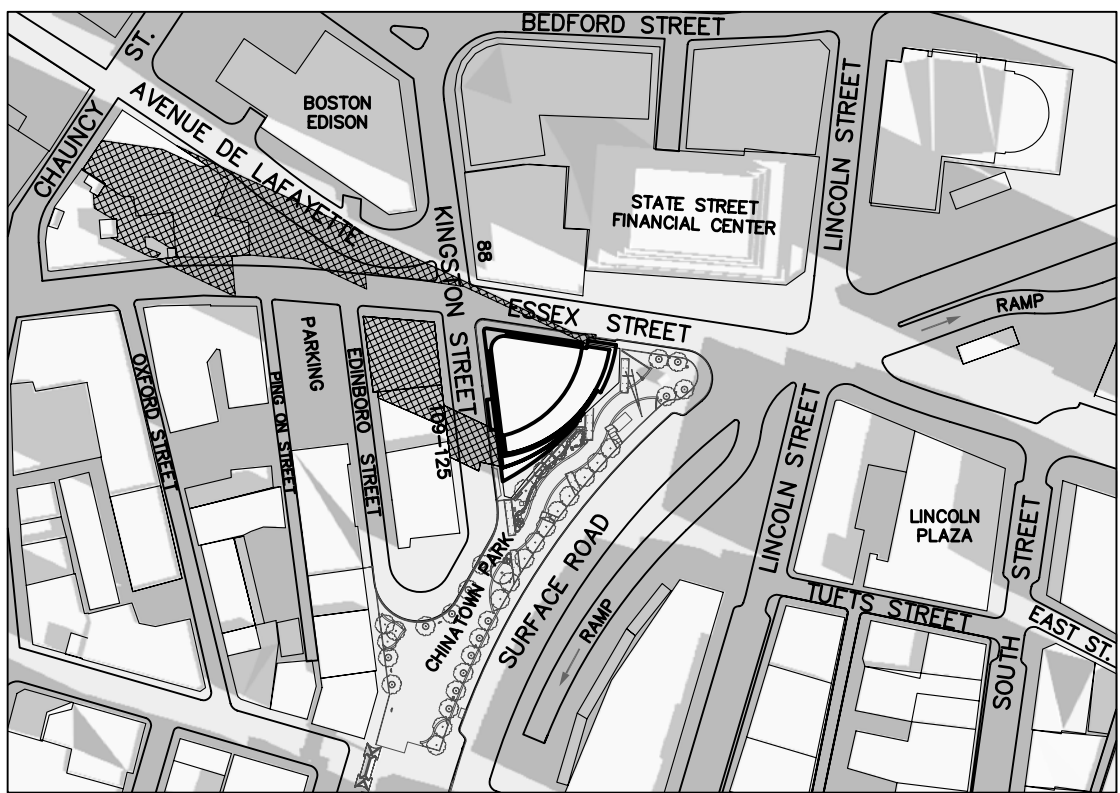 BEDFORD STREET
ST.
AVENUE DE LAFAYETTE
CHAUNCY
BOSTON
EDISON
LINCOLN STREET
STATE STREET
FINANCIAL CENTER
KINGSTON STREET
88
ESSEX STREET
RAMP
PARKING
OXFORD STREET
PING ON STREET
EDINBORO STREET
109-125
LINCOLN STREET
LINCOLN
PLAZA
CHINATOWN PARK
SURFACE ROAD
RAMP
TUFTS STREET
SOUTH STREET
EAST ST.